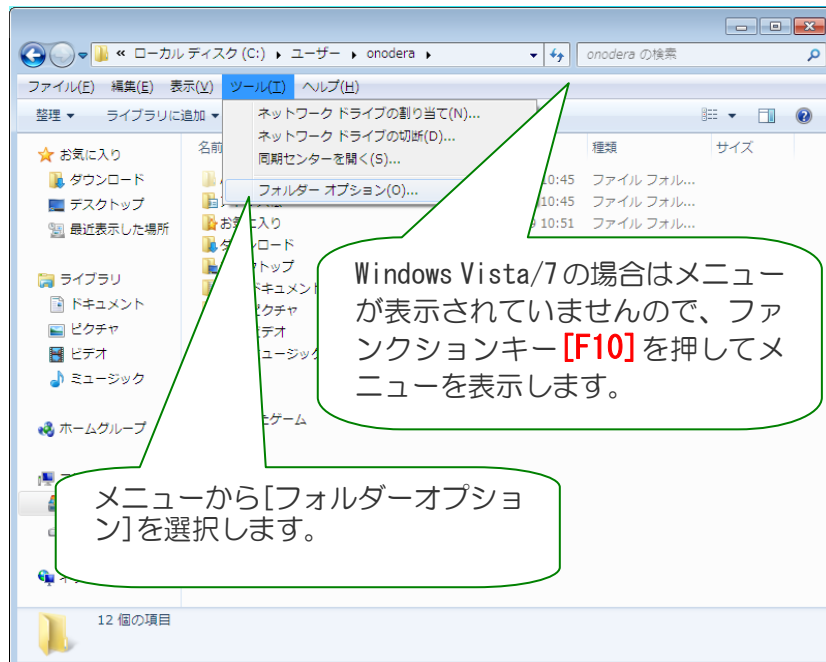 « ローカル ディスク (C:) ▸ ユーザー ▸ onodera ▸
onodera の検索
ファイル(F) 編集(E) 表示(V) ツール(T) ヘルプ(H)
整理 ▼ ライブラリに追加 ▼
ネットワーク ドライブの割り当て(N)...
ネットワーク ドライブの切断(D)...
同期センターを開く(S)...
フォルダー オプション(O)...
種類 サイズ
お気に入り
ダウンロード
デスクトップ
最近表示した場所
ライブラリ
ドキュメント
ピクチャ
ビデオ
ミュージック
ホームグループ
10:45 ファイル フォル...
10:45 ファイル フォル...
10:51 ファイル フォル...
Windows Vista/7の場合はメニュー
が表示されていませんので、ファ
ンクションキー[F10]を押してメ
ニューを表示します。
メニューから[フォルダーオプショ
ン]を選択します。
12 個の項目